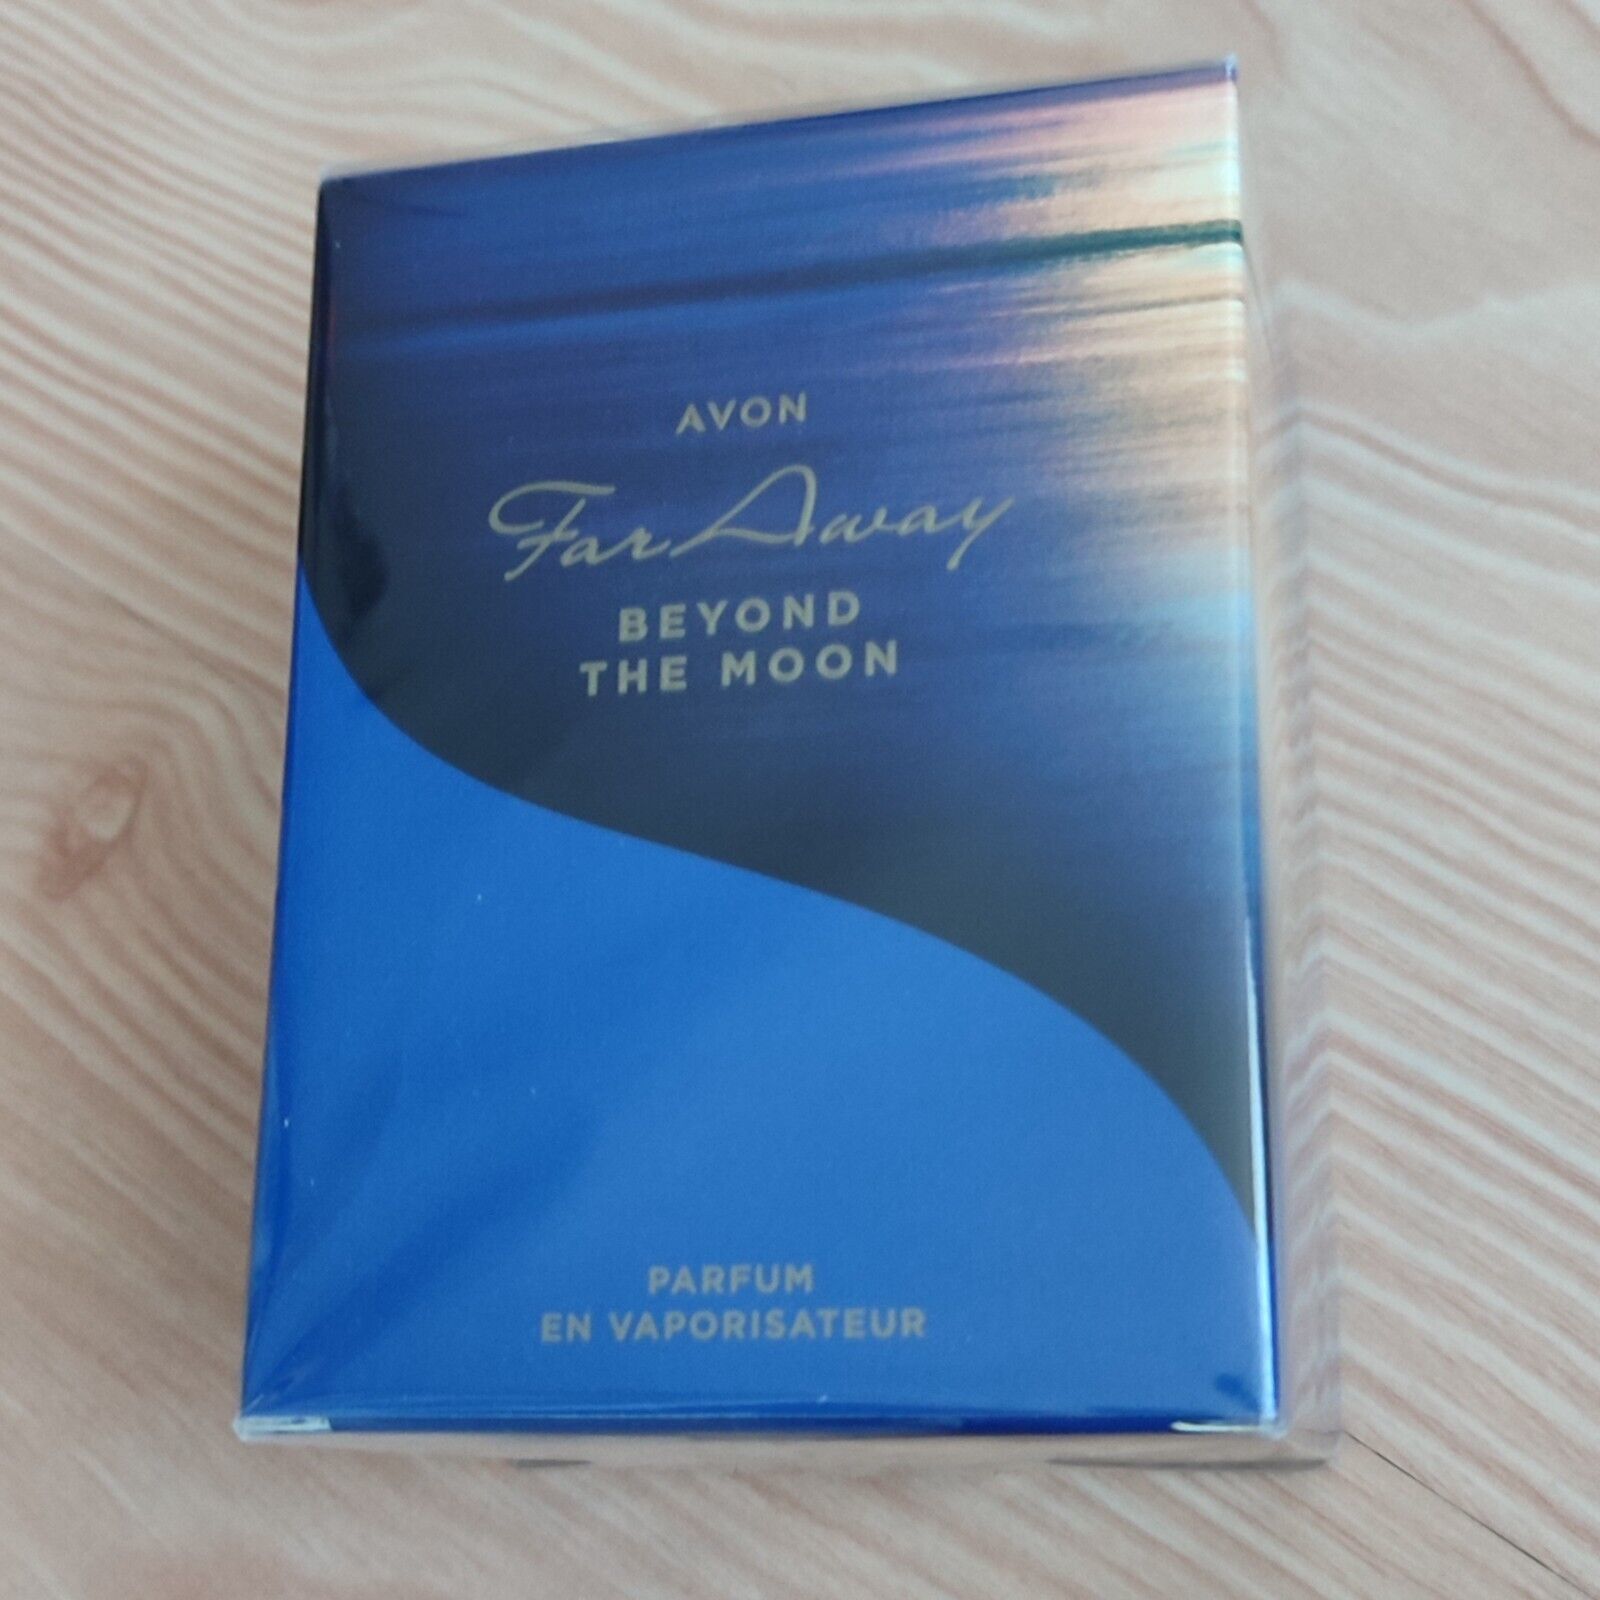 AVON
Far Away
BEYOND
THE MOON
PARFUM
EN VAPORISATEUR